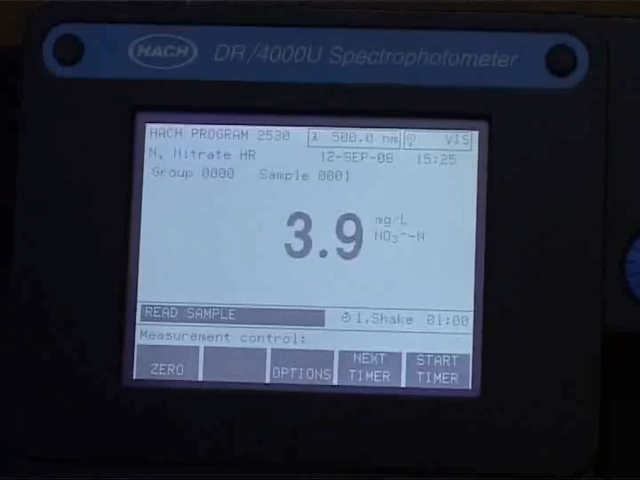 HACH DR/4000U Spectrophotometer
HACH PROGRAM 2530 λ 500.0 nm VIS
N, Nitrate HR 12-SEP-08 15:25
Group 0000 Sample 0001
3.9 mg/L
NO₃⁻-N
READ SAMPLE 1.Shake 01:00
Measurement control:
ZERO OPTIONS NEXT TIMER START TIMER